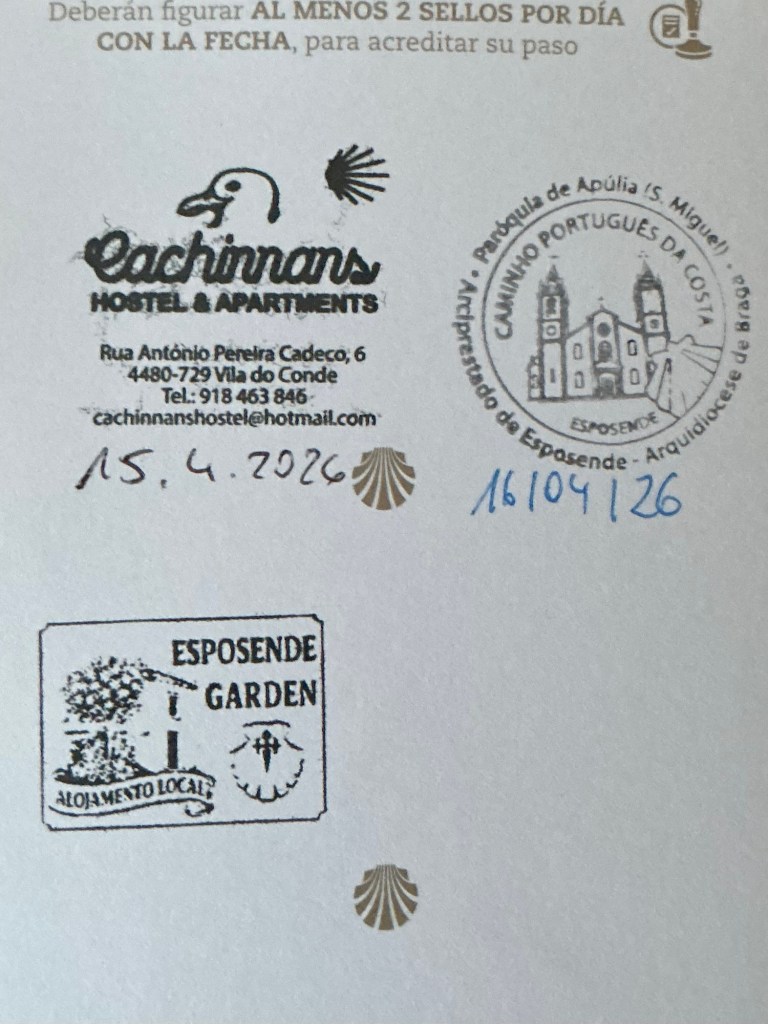 Deberán figurar AL MENOS 2 SELLOS POR DÍA
CON LA FECHA, para acreditar su paso
Cachinnans
HOSTEL & APARTMENTS
Rua António Pereira Cadeco, 6
4480-729 Vila do Conde
Tel.: 918 463 846
cachinnanshostel@hotmail.com
15.4.2026
Paróquia de Apúlia (S. Miguel) •
Arciprestado de Esposende - Arquidiocese de Braga •
CAMINHO PORTUGUÊS DA COSTA
ESPOSENDE
16/04/26
ESPOSENDE
GARDEN
ALOJAMENTO LOCAL